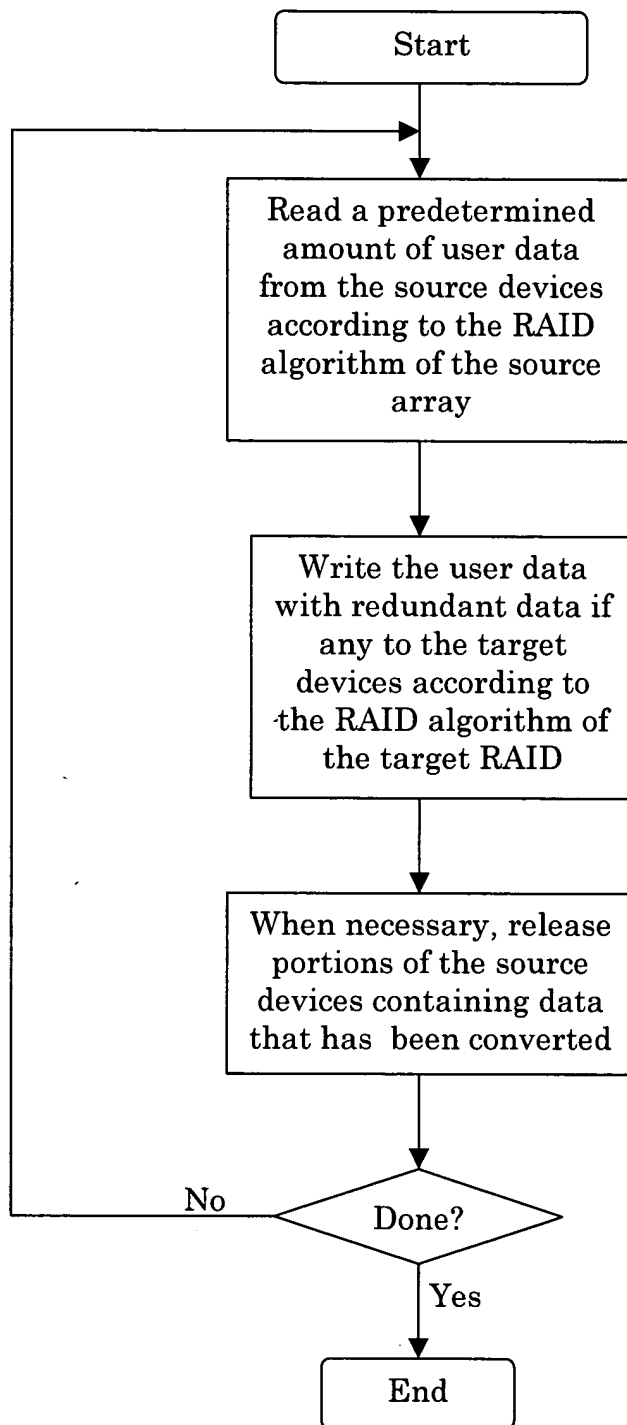 Start
Read a predetermined
amount of user data
from the source devices
according to the RAID
algorithm of the source
array
Write the user data
with redundant data if
any to the target
devices according to
the RAID algorithm of
the target RAID
When necessary, release
portions of the source
devices containing data
that has been converted
No
Done?
Yes
End